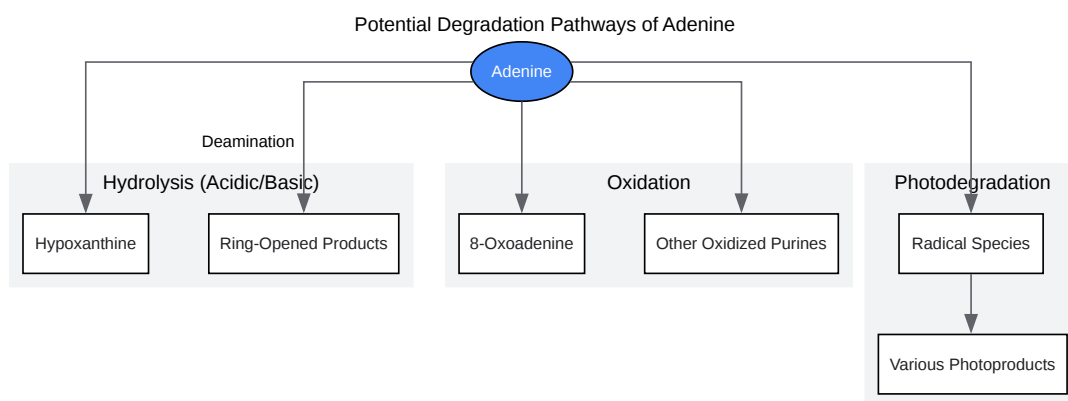 Potential Degradation Pathways of Adenine
Adenine
Deamination
Hydrolysis (Acidic/Basic)
Oxidation
Photodegradation
Hypoxanthine
Ring-Opened Products
8-Oxoadenine
Other Oxidized Purines
Radical Species
Various Photoproducts